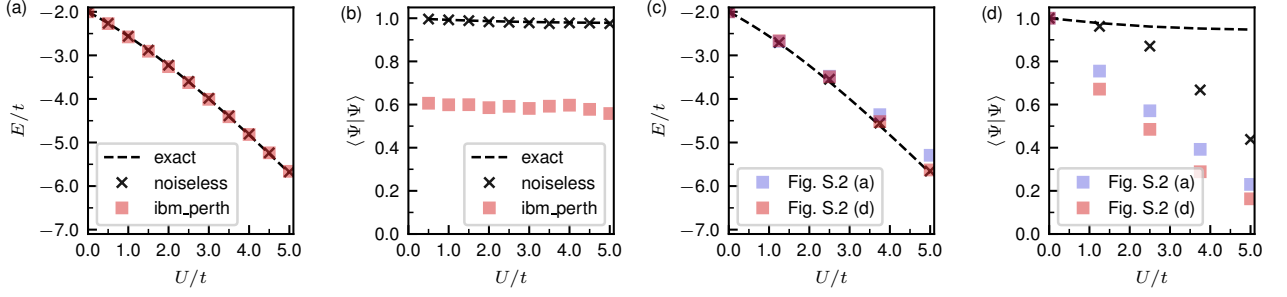 (a)
−2.0
−3.0
−4.0
−5.0
−6.0
−7.0
E/t
exact
noiseless
ibm_perth
0.0 1.0 2.0 3.0 4.0 5.0
U/t
(b)
1.0
0.8
0.6
0.4
0.2
0.0
⟨Ψ|Ψ⟩
exact
noiseless
ibm_perth
0.0 1.0 2.0 3.0 4.0 5.0
U/t
(c)
−2.0
−3.0
−4.0
−5.0
−6.0
−7.0
E/t
Fig. S.2 (a)
Fig. S.2 (d)
0.0 1.0 2.0 3.0 4.0 5.0
U/t
(d)
1.0
0.8
0.6
0.4
0.2
0.0
⟨Ψ|Ψ⟩
Fig. S.2 (a)
Fig. S.2 (d)
0.0 1.0 2.0 3.0 4.0 5.0
U/t